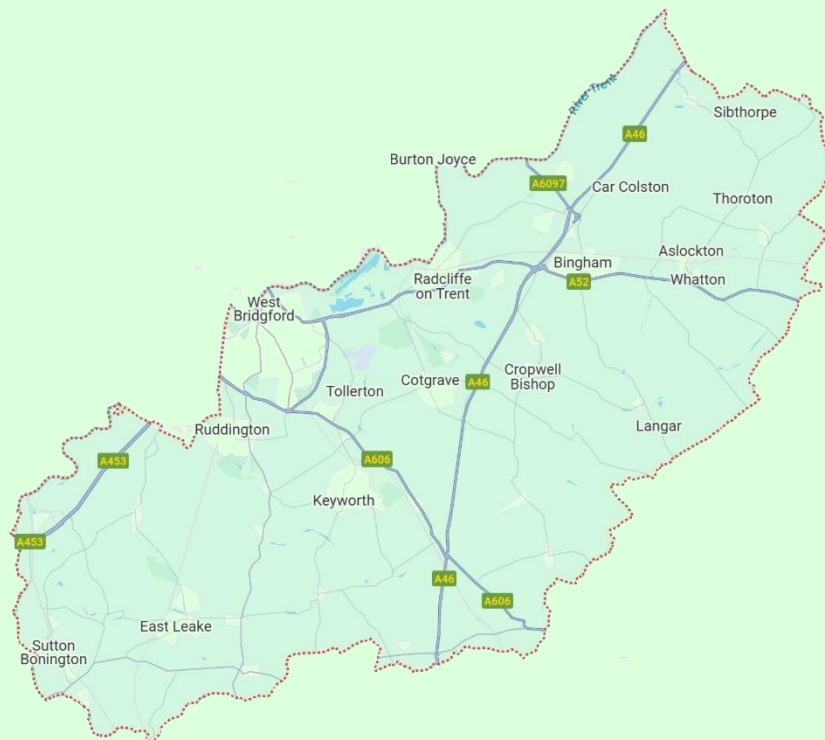 River Trent
Sibthorpe
A46
Burton Joyce
A6097
Car Colston
Thoroton
Aslockton
Bingham
Radcliffe
on Trent
A52
Whatton
West
Bridgford
Cropwell
Bishop
Cotgrave
A46
Tollerton
Langar
Ruddington
A453
A606
Keyworth
A453
A46
A606
East Leake
Sutton
Bonington